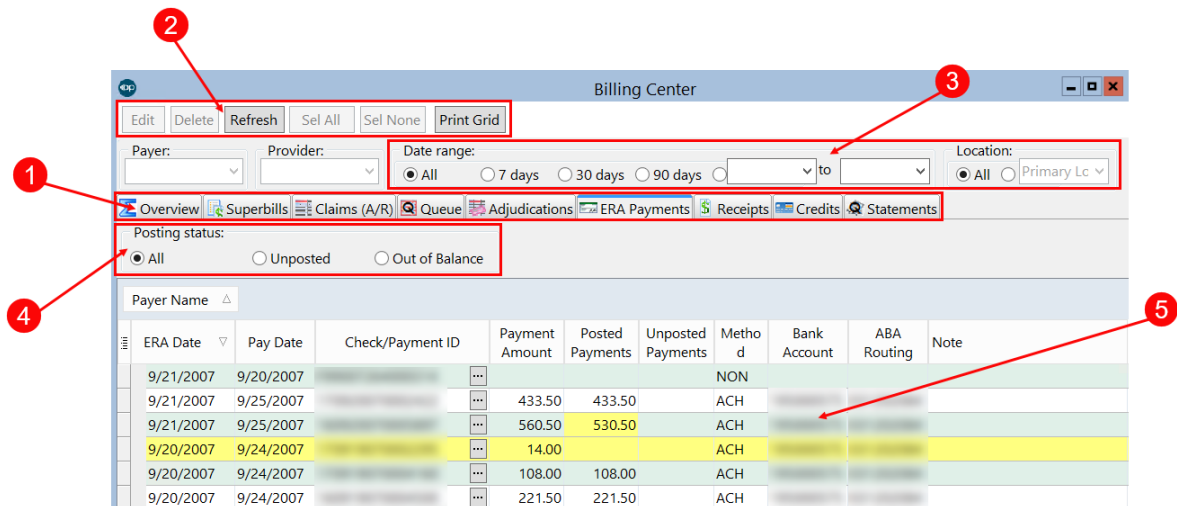 2
op
Billing Center
3
Edit Delete Refresh Sel All Sel None Print Grid
Payer: Provider: Date range: Location:
All 7 days 30 days 90 days to All Primary Lc
1
Overview Superbills Claims (A/R) Queue Adjudications ERA Payments Receipts Credits Statements
Posting status:
All Unposted Out of Balance
4
Payer Name
5
ERA Date Pay Date Check/Payment ID Payment Amount Posted Payments Unposted Payments Metho d Bank Account ABA Routing Note
9/21/2007 9/20/2007 ... NON
9/21/2007 9/25/2007 ... 433.50 433.50 ACH
9/21/2007 9/25/2007 ... 560.50 530.50 ACH
9/20/2007 9/24/2007 ... 14.00 ACH
9/20/2007 9/24/2007 ... 108.00 108.00 ACH
9/20/2007 9/24/2007 ... 221.50 221.50 ACH